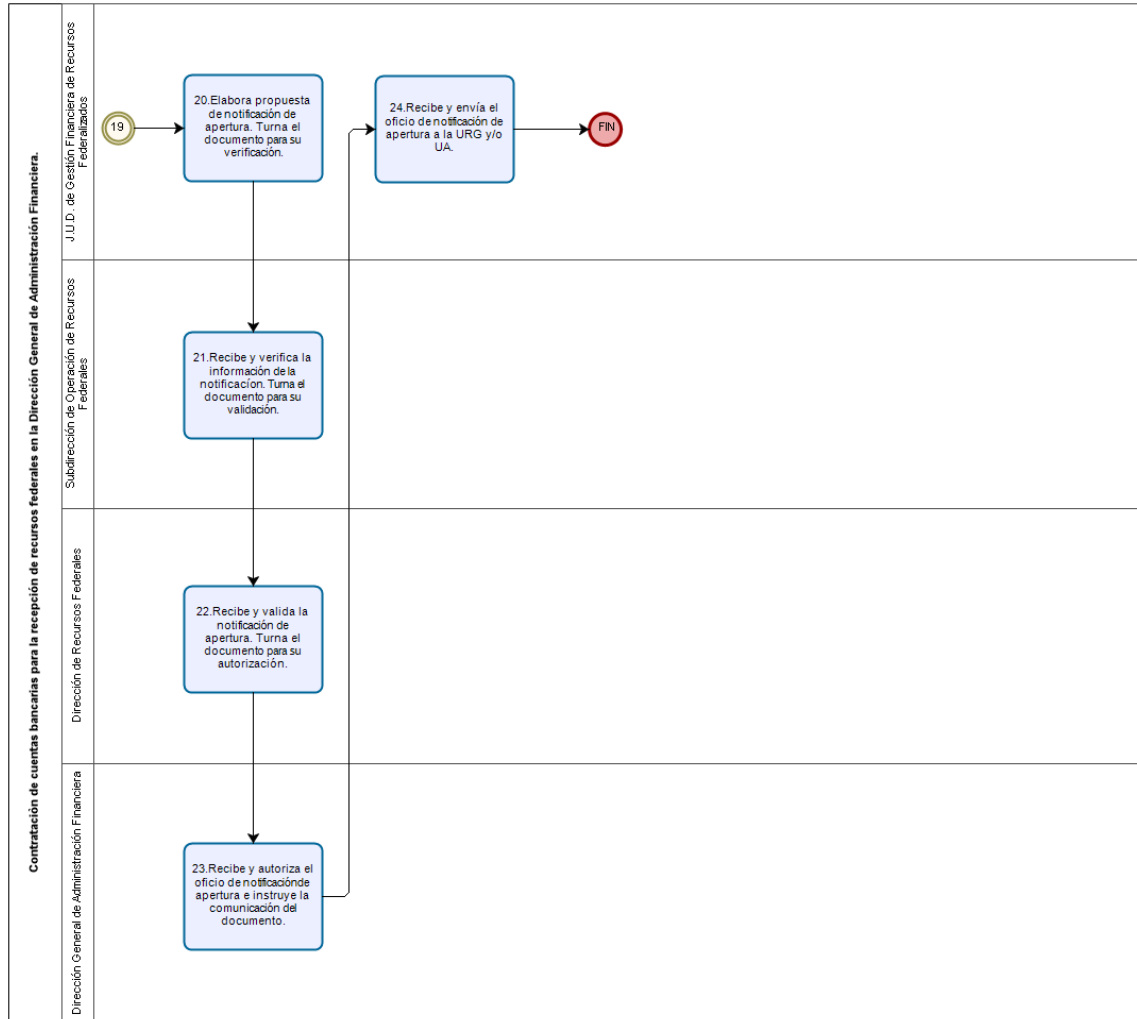 Contratación de cuentas bancarias para la recepción de recursos federales en la Dirección General de Administración Financiera.
J.U.D. de Gestión Financiera de Recursos
Federalizados
19
20.Elabora propuesta
de notificación de
apertura. Turna el
documento para su
verificación.
24.Recibe y envía el
oficio de notificación de
apertura a la URG y/o
UA.
FIN
Subdirección de Operación de Recursos
Federales
21.Recibe y verifica la
información de la
notificacíon. Turna el
documento para su
validación.
Dirección de Recursos Federales
22.Recibe y valida la
notificación de
apertura. Turna el
documento para su
autorización.
Dirección General de Administración Financiera
23.Recibe y autoriza el
oficio de notificaciónde
apertura e instruye la
comunicación del
documento.